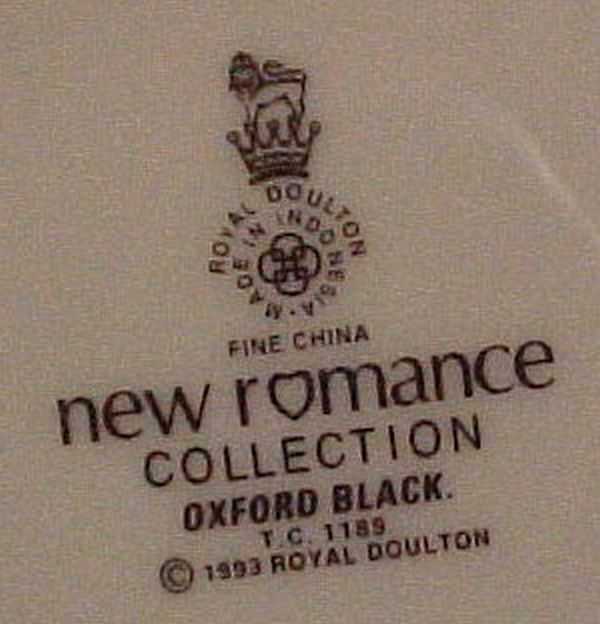 ROYAL DOULTON
MADE IN INDONESIA
FINE CHINA
new romance
COLLECTION
OXFORD BLACK.
T.C. 1189
© 1993 ROYAL DOULTON